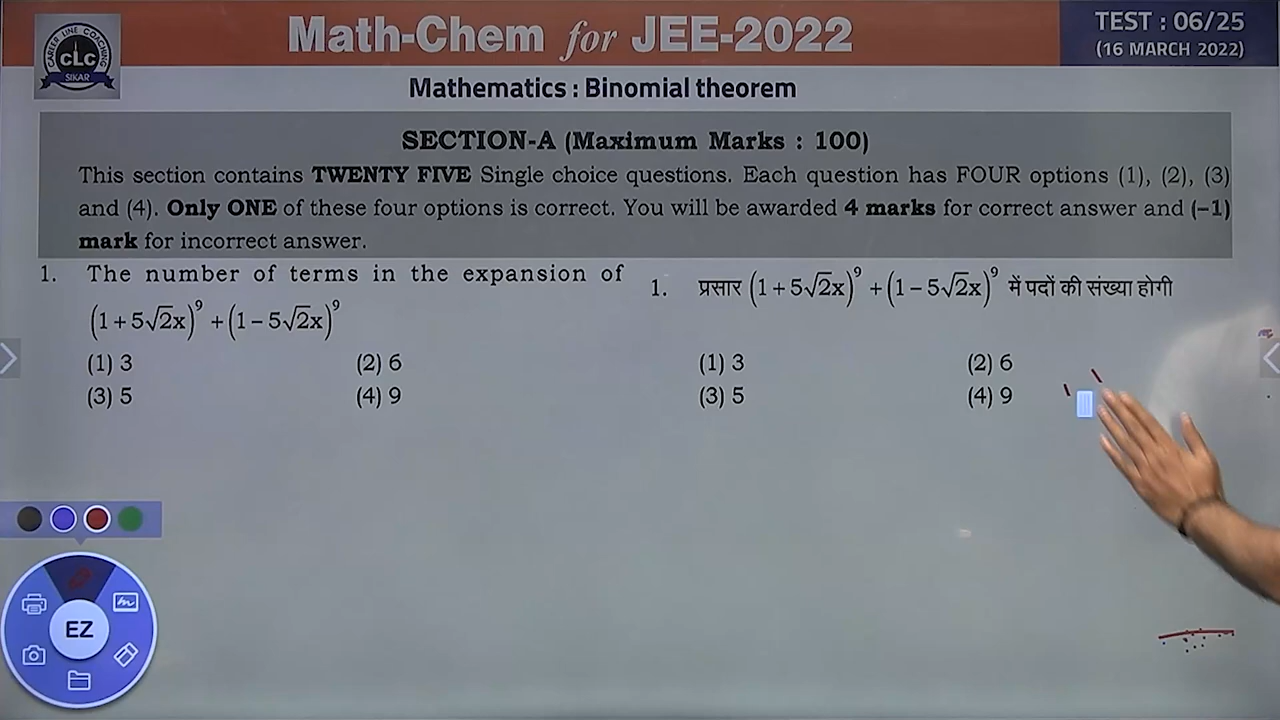 Math-Chem for JEE-2022
TEST : 06/25
(16 MARCH 2022)
CAREER LINE COACHING
CLC
SIKAR
Mathematics : Binomial theorem
SECTION-A (Maximum Marks : 100)
This section contains TWENTY FIVE Single choice questions. Each question has FOUR options (1), (2), (3)
and (4). Only ONE of these four options is correct. You will be awarded 4 marks for correct answer and (−1)
mark for incorrect answer.
1. The number of terms in the expansion of
(1 + 5√2x)⁹ + (1 − 5√2x)⁹
(1) 3 (2) 6
(3) 5 (4) 9
1. प्रसार (1 + 5√2x)⁹ + (1 − 5√2x)⁹ में पदों की संख्या होगी
(1) 3 (2) 6
(3) 5 (4) 9
EZ